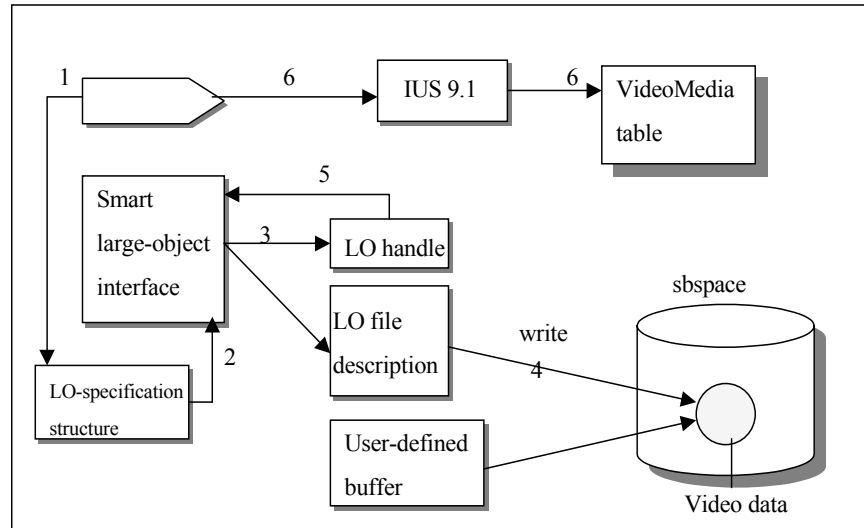 1
6
IUS 9.1
6
VideoMedia
table
5
Smart
large-object
interface
3
LO handle
2
LO file
description
write
4
sbspace
LO-specification
structure
User-defined
buffer
Video data